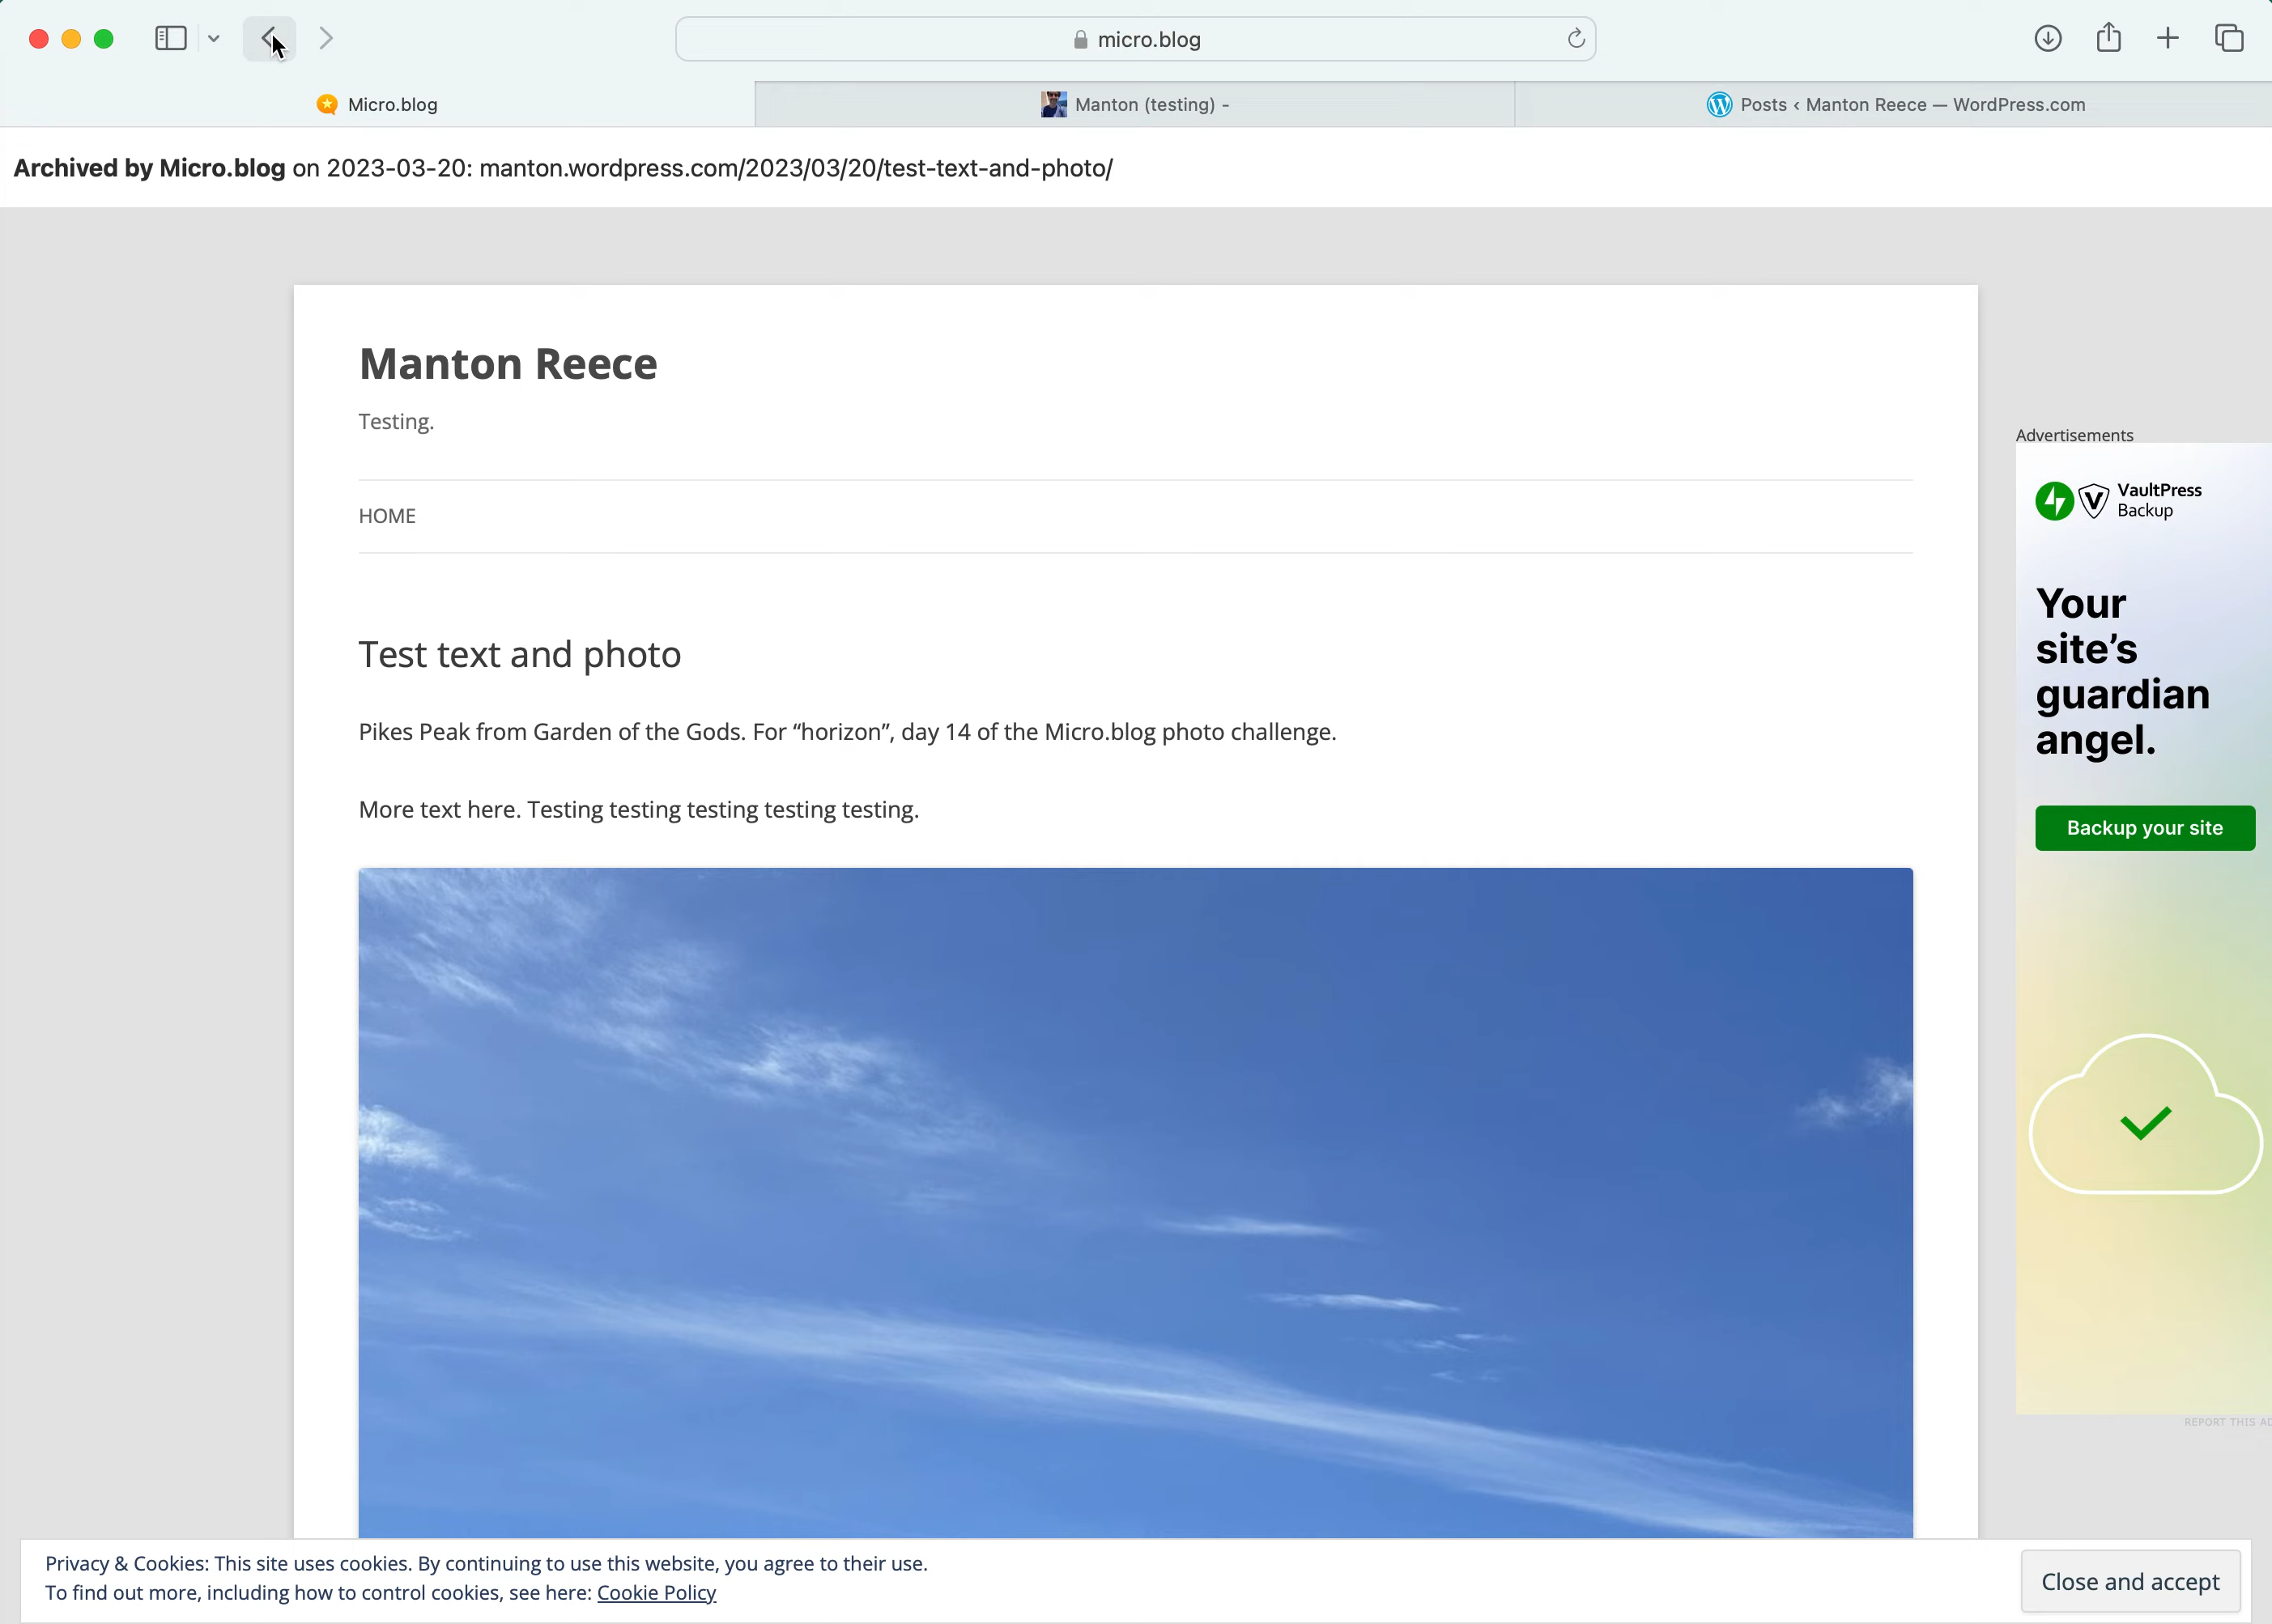 micro.blog
Micro.blog
Manton (testing) -
Posts ‹ Manton Reece — WordPress.com
Archived by Micro.blog on 2023-03-20: manton.wordpress.com/2023/03/20/test-text-and-photo/
Manton Reece
Testing.
HOME
Test text and photo
Pikes Peak from Garden of the Gods. For “horizon”, day 14 of the Micro.blog photo challenge.
More text here. Testing testing testing testing testing.
Advertisements
VaultPress
Backup
Your
site’s
guardian
angel.
Backup your site
REPORT THIS AD
Privacy & Cookies: This site uses cookies. By continuing to use this website, you agree to their use.
To find out more, including how to control cookies, see here: Cookie Policy
Close and accept